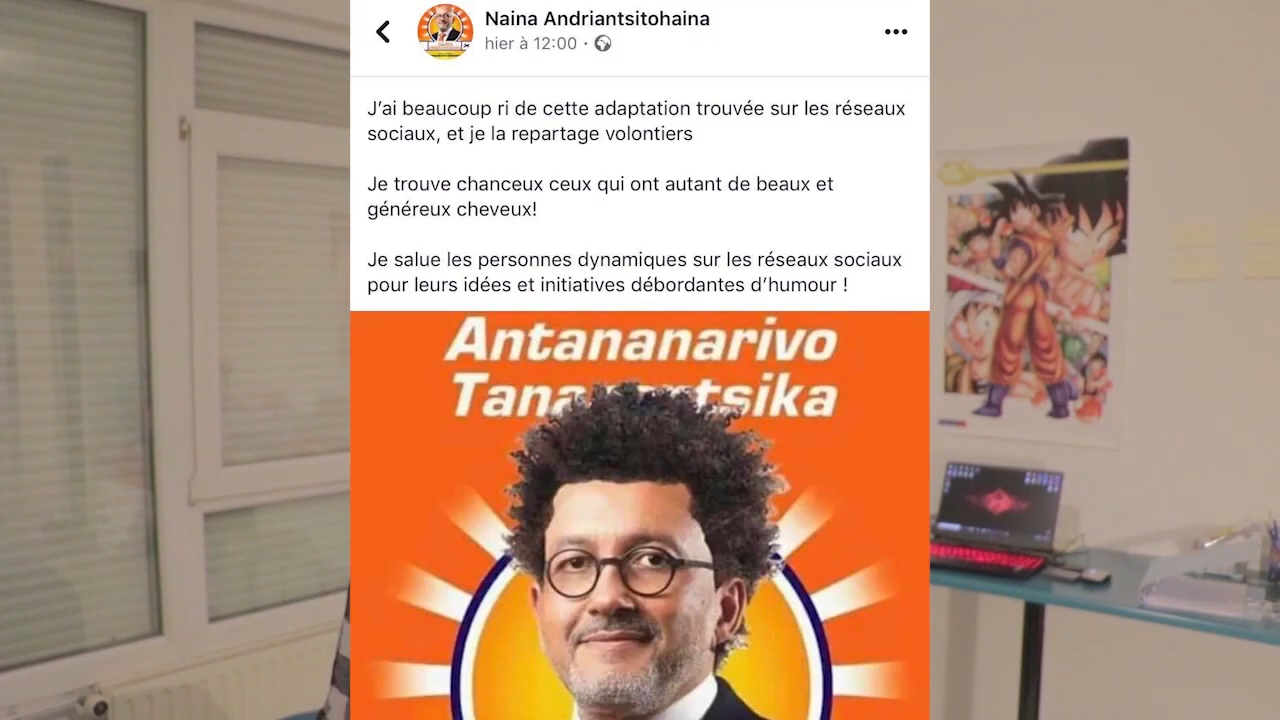 Naina Andriantsitohaina
hier à 12:00 ·
J'ai beaucoup ri de cette adaptation trouvée sur les réseaux
sociaux, et je la repartage volontiers
Je trouve chanceux ceux qui ont autant de beaux et
généreux cheveux!
Je salue les personnes dynamiques sur les réseaux sociaux
pour leurs idées et initiatives débordantes d'humour !
Antananarivo